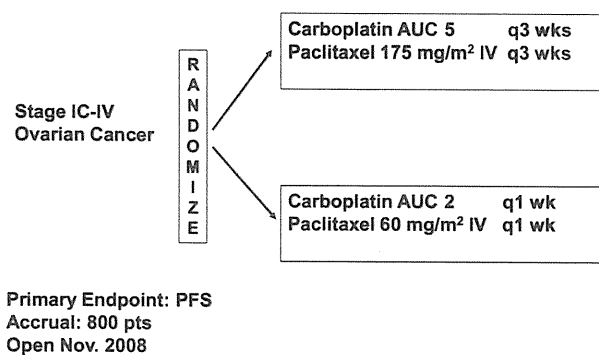 Stage IC-IV
Ovarian Cancer
RANDOMIZE
Carboplatin AUC 5 q3 wks
Paclitaxel 175 mg/m² IV q3 wks
Carboplatin AUC 2 q1 wk
Paclitaxel 60 mg/m² IV q1 wk
Primary Endpoint: PFS
Accrual: 800 pts
Open Nov. 2008